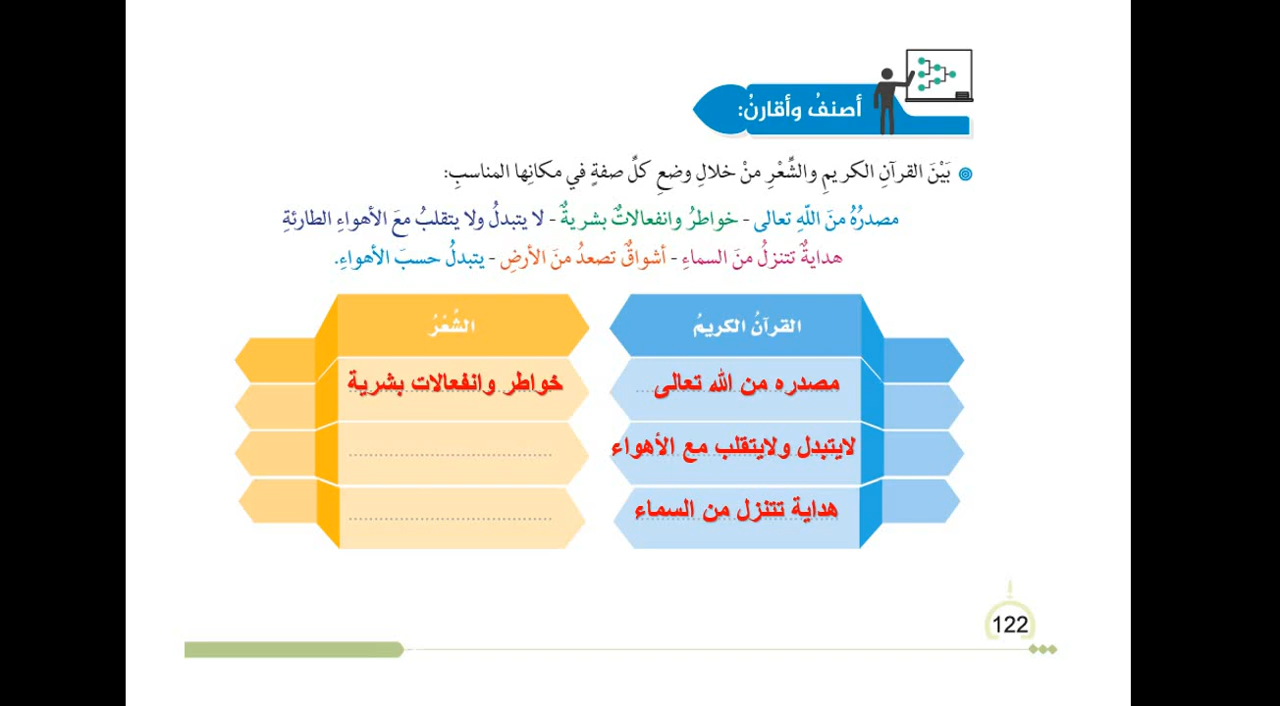 أصنفُ وأقارنُ:
بَيْنَ القرآنِ الكريمِ والشِّعْرِ منْ خلالِ وضعِ كلِّ صفةٍ في مكانِها المناسبِ:
مصدرُهُ منَ اللّهِ تعالى - خواطرُ وانفعالاتٌ بشريةٌ - لا يتبدلُ ولا يتقلبُ معَ الأهواءِ الطارئةِ
هدايةٌ تتنزلُ منَ السماءِ - أشواقٌ تصعدُ منَ الأرضِ - يتبدلُ حسبَ الأهواءِ.
القرآنُ الكريمُ
الشِّعْرُ
مصدره من الله تعالى
خواطر وانفعالات بشرية
لايتبدل ولايتقلب مع الأهواء
هداية تتنزل من السماء
122